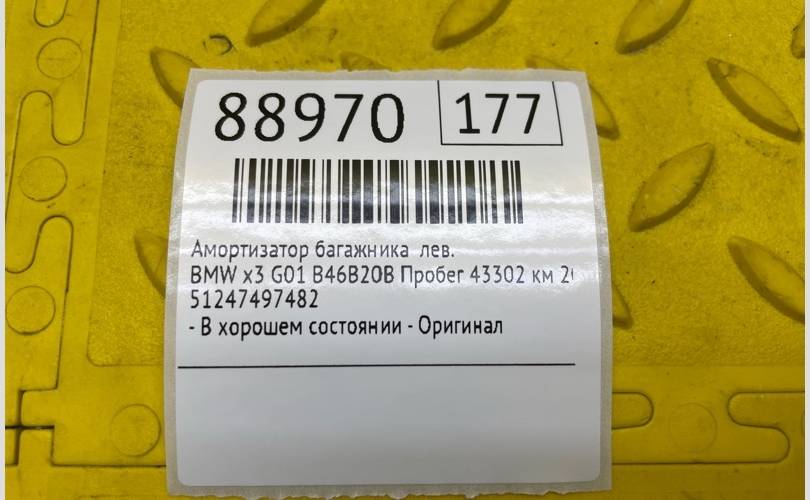 88970 177
Амортизатор багажника лев.
BMW x3 G01 B46B20B Пробег 43302 км
51247497482
- В хорошем состоянии - Оригинал